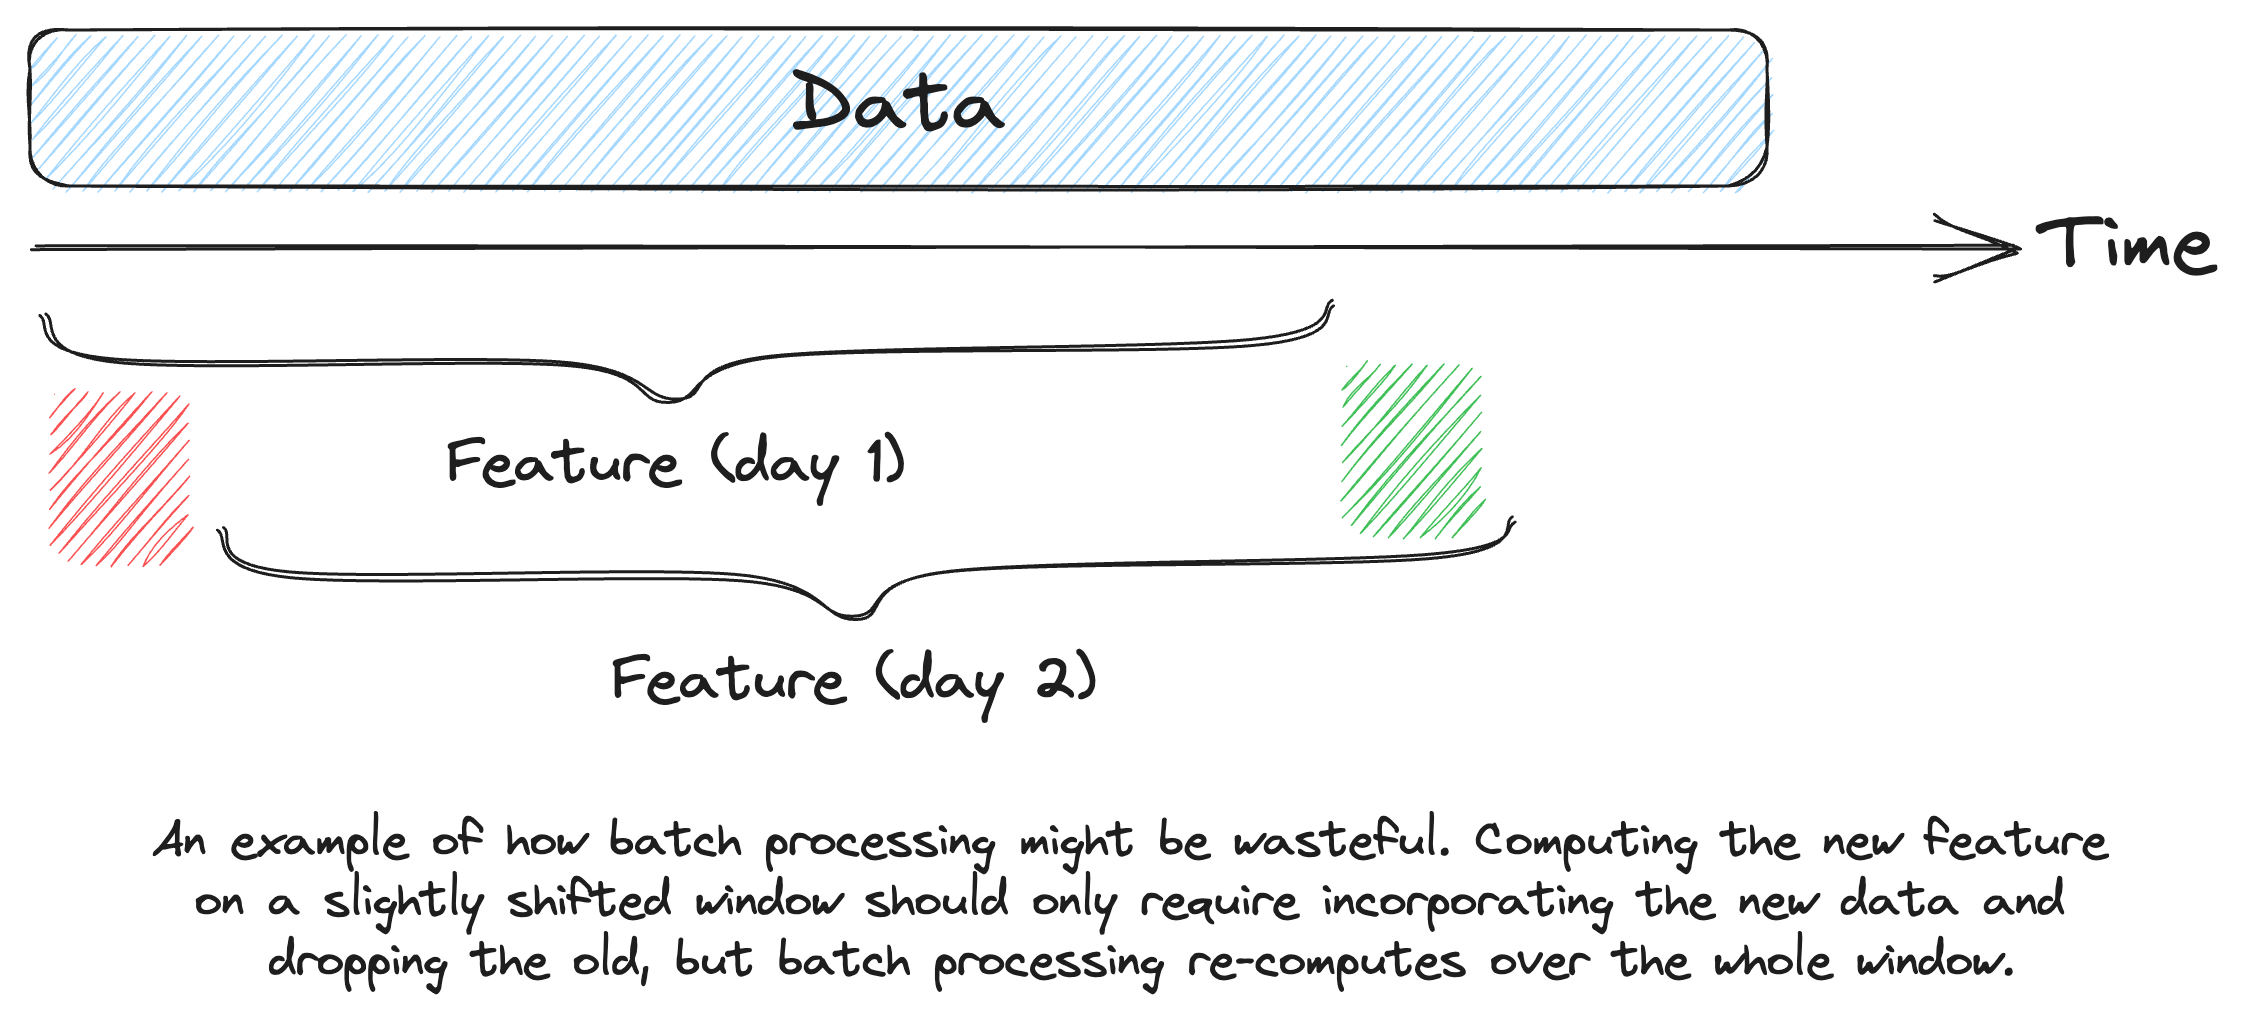 Data
Time
Feature (day 1)
Feature (day 2)
An example of how batch processing might be wasteful. Computing the new feature
on a slightly shifted window should only require incorporating the new data and
dropping the old, but batch processing re-computes over the whole window.